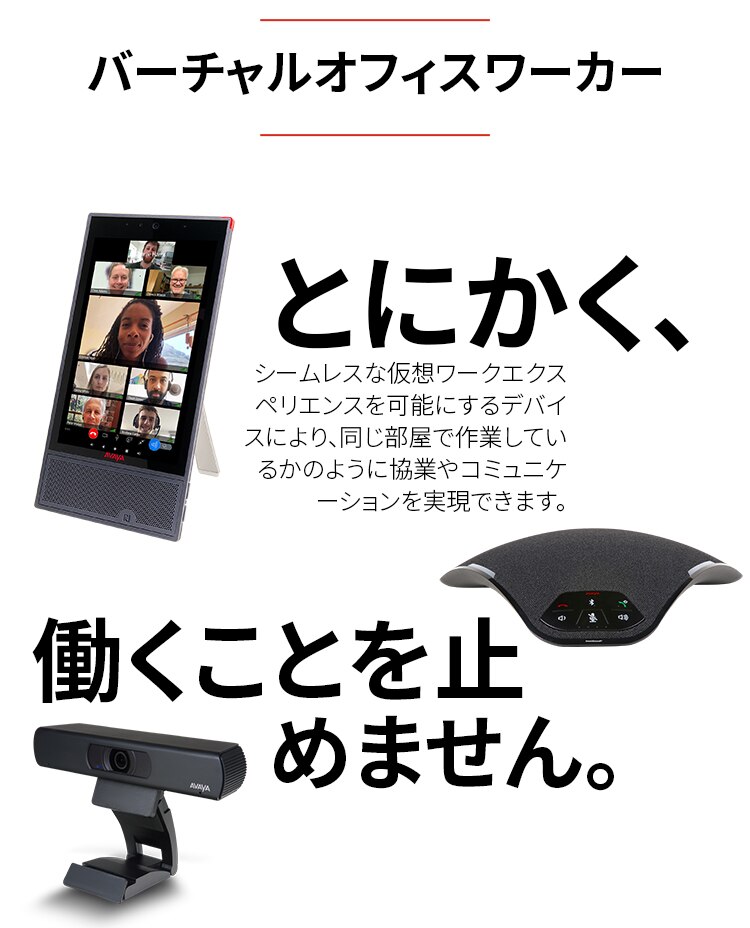 バーチャルオフィスワーカー
とにかく、
シームレスな仮想ワークエクス
ペリエンスを可能にするデバイ
スにより、同じ部屋で作業してい
るかのように協業やコミュニケ
ーションを実現できます。
AVAYA
AVAYA
働くことを止
めません。
AVAYA